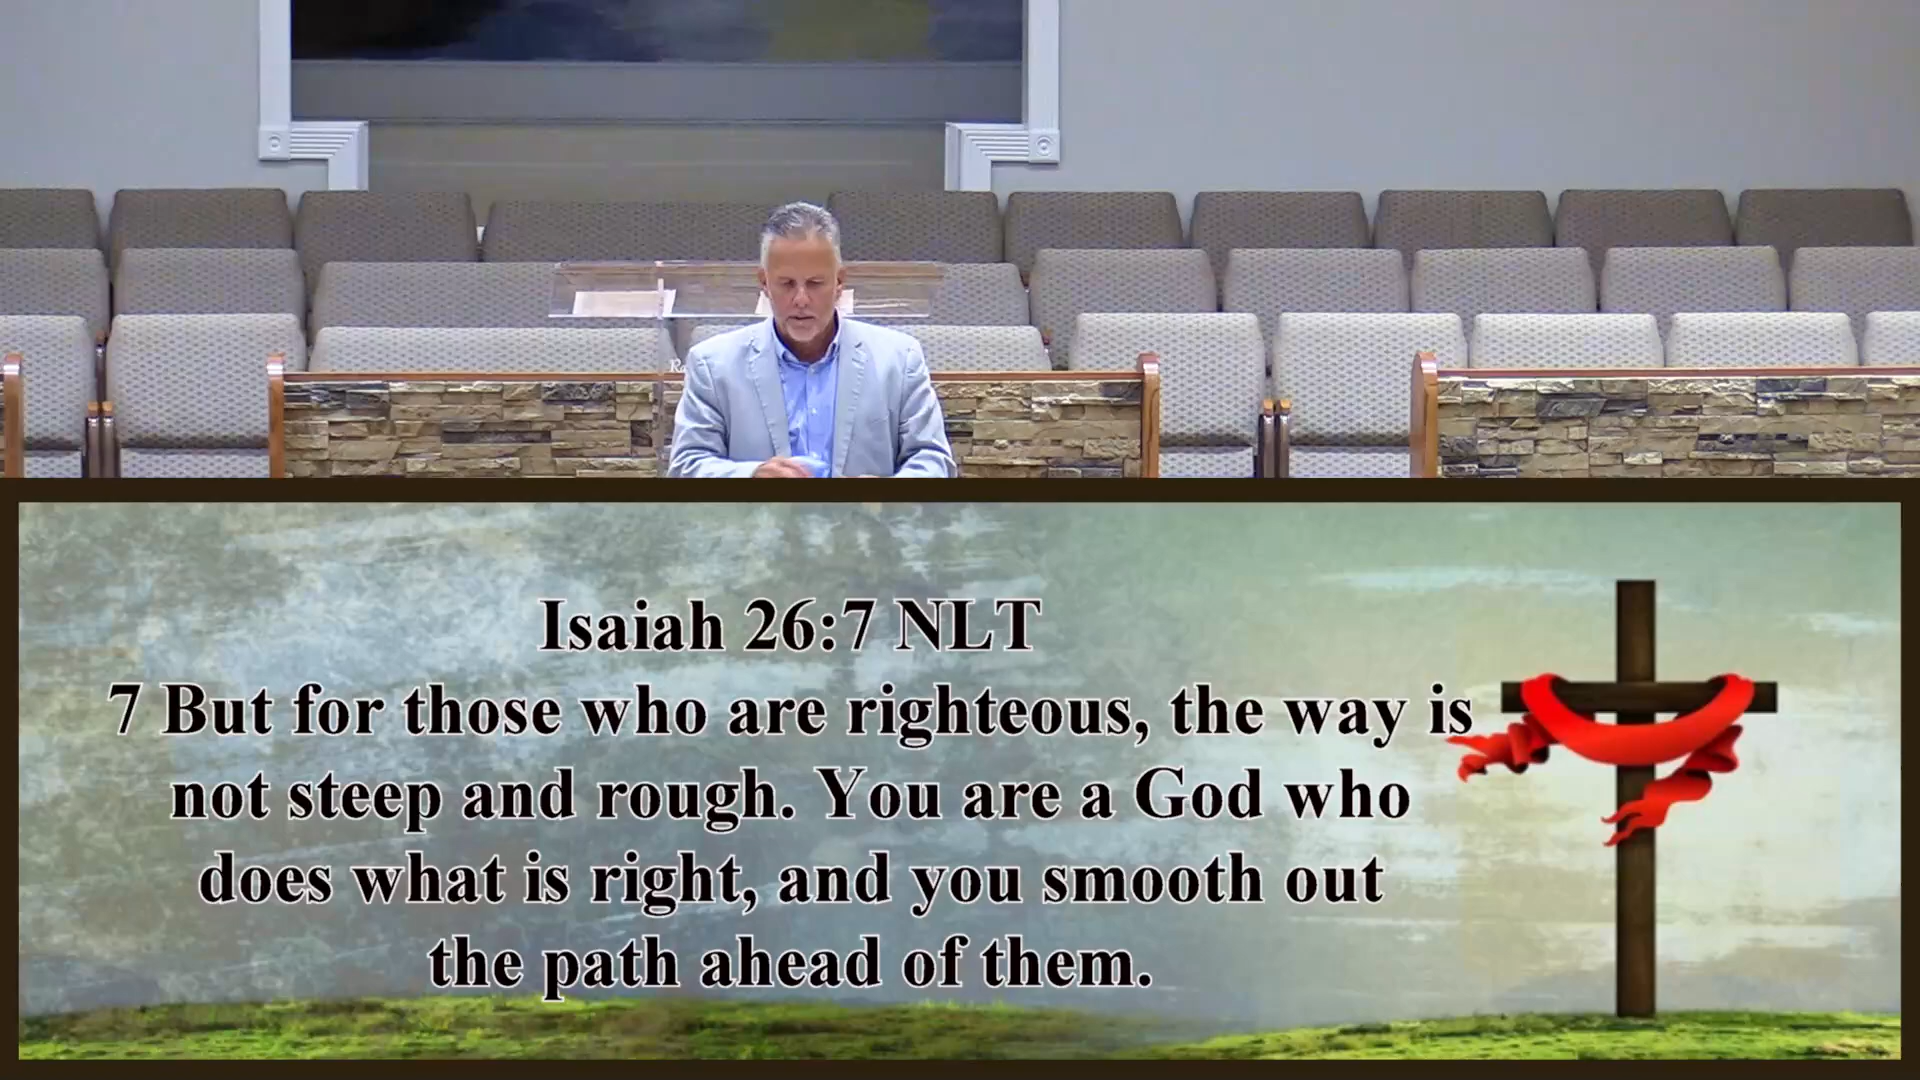 Isaiah 26:7 NLT
7 But for those who are righteous, the way is
not steep and rough. You are a God who
does what is right, and you smooth out
the path ahead of them.